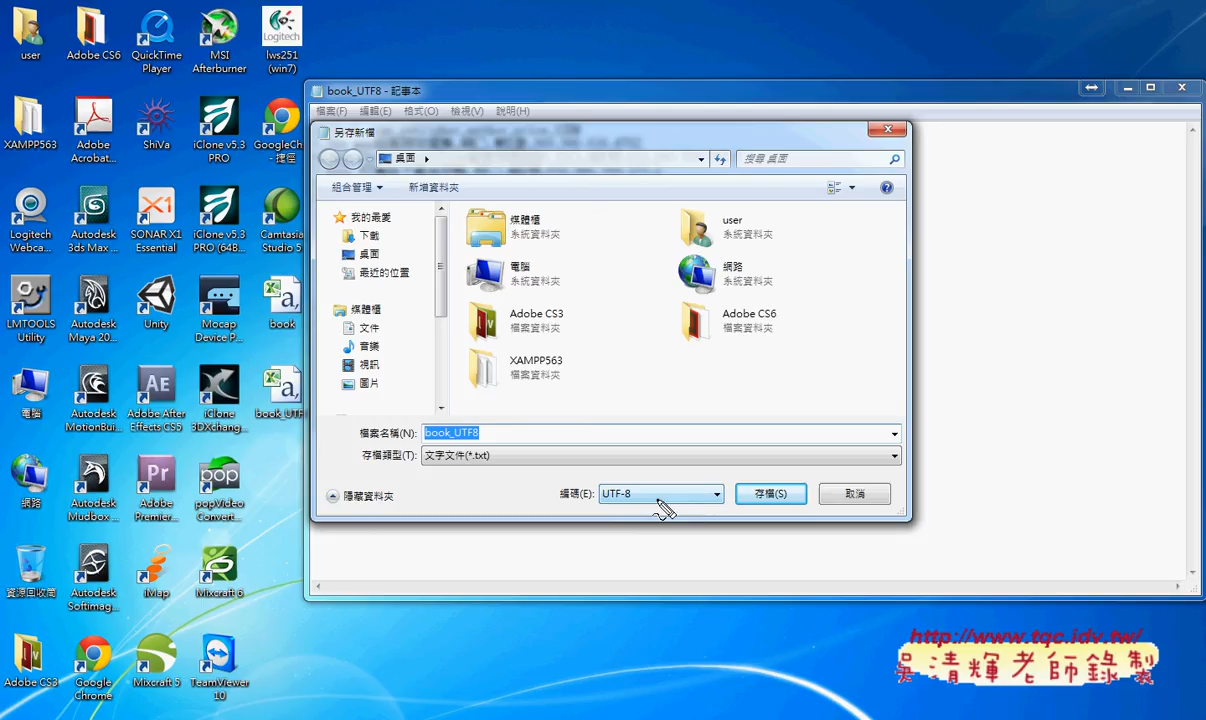 user
Adobe CS6
QuickTime Player
MSI Afterburner
Logitech
lws251 (win7)
XAMPP563
Adobe Acrobat...
ShiVa
iClone v5.3 PRO
GoogleCh... - 捷徑
Logitech Webca...
Autodesk 3ds Max ...
SONAR X1 Essential
iClone v5.3 PRO (64B...
Camtasia Studio 5
LMTOOLS Utility
Autodesk Maya 20...
Unity
Mocap Device P...
book
電腦
Autodesk MotionBui...
Adobe After Effects CS5
iClone 3DXchang...
book_UTF8
網路
Autodesk Mudbox ...
Adobe Premier...
popVideo Convert...
資源回收筒
Autodesk Softimag...
iMap
Mixcraft 6
Adobe CS3
Google Chrome
Mixcraft 5
TeamViewer 10
book_UTF8 - 記事本
檔案(F) 編輯(E) 格式(O) 檢視(V) 說明(H)
另存新檔
桌面
搜尋 桌面
組合管理 新增資料夾
我的最愛
下載
桌面
最近的位置
媒體櫃
文件
音樂
視訊
圖片
媒體櫃
系統資料夾
user
系統資料夾
電腦
系統資料夾
網路
系統資料夾
Adobe CS3
檔案資料夾
Adobe CS6
檔案資料夾
XAMPP563
檔案資料夾
檔案名稱(N): book_UTF8
存檔類型(T): 文字文件(*.txt)
隱藏資料夾
編碼(E): UTF-8 存檔(S) 取消
http://www.tqc.idv.tw/
吳清輝老師錄製